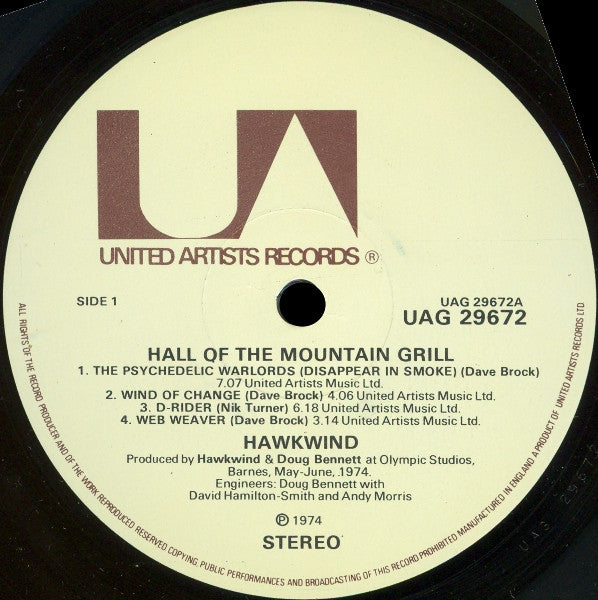 UA
UNITED ARTISTS RECORDS ®
SIDE 1
UAG 29672A
UAG 29672
HALL OF THE MOUNTAIN GRILL
1. THE PSYCHEDELIC WARLORDS (DISAPPEAR IN SMOKE) (Dave Brock)
7.07 United Artists Music Ltd.
2. WIND OF CHANGE (Dave Brock) 4.06 United Artists Music Ltd.
3. D-RIDER (Nik Turner) 6.18 United Artists Music Ltd.
4. WEB WEAVER (Dave Brock) 3.14 United Artists Music Ltd.
HAWKWIND
Produced by Hawkwind & Doug Bennett at Olympic Studios,
Barnes, May-June, 1974.
Engineers: Doug Bennett with
David Hamilton-Smith and Andy Morris
℗ 1974
STEREO
ALL RIGHTS OF THE RECORD PRODUCER AND OF THE WORK REPRODUCED RESERVED COPYING, PUBLIC PERFORMANCES AND BROADCASTING OF THIS RECORD PROHIBITED MANUFACTURED IN ENGLAND A PRODUCT OF UNITED ARTISTS RECORDS LTD